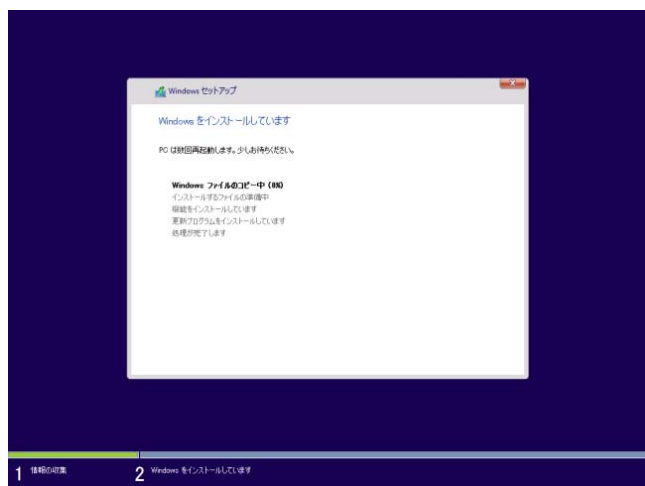 Windows セットアップ
Windows をインストールしています
PC は数回再起動します。少しお待ちください。
Windows ファイルのコピー中 (0%)
インストールするファイルの準備中
機能をインストールしています
更新プログラムをインストールしています
処理が完了します
1 情報の収集
2 Windows をインストールしています